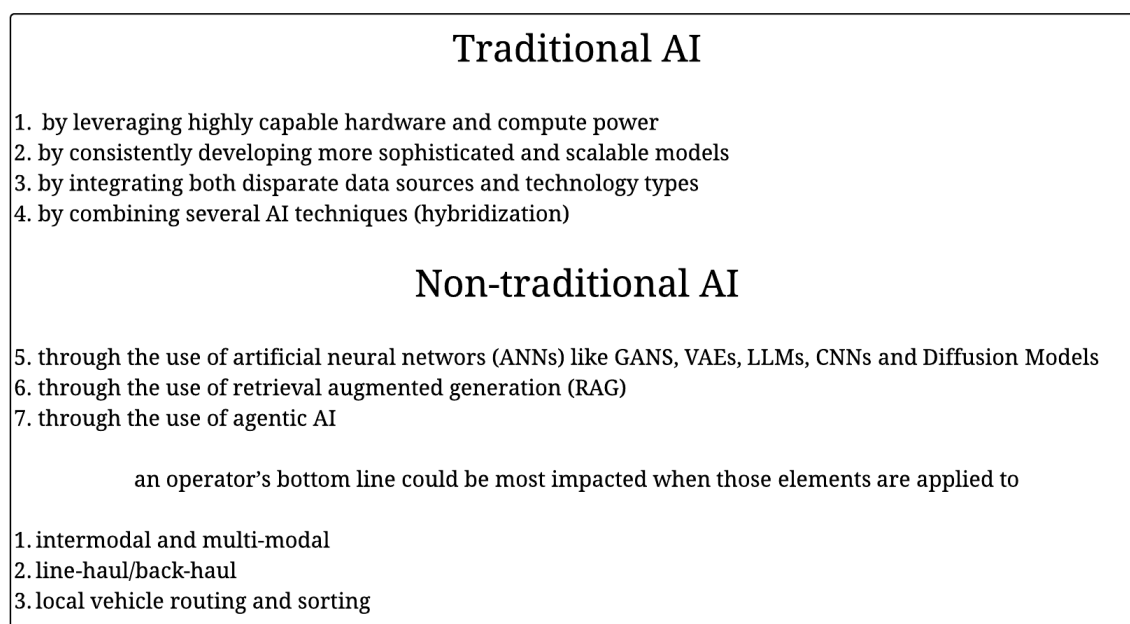 Traditional AI
1. by leveraging highly capable hardware and compute power
2. by consistently developing more sophisticated and scalable models
3. by integrating both disparate data sources and technology types
4. by combining several AI techniques (hybridization)
Non-traditional AI
5. through the use of artificial neural networs (ANNs) like GANS, VAEs, LLMs, CNNs and Diffusion Models
6. through the use of retrieval augmented generation (RAG)
7. through the use of agentic AI
an operator’s bottom line could be most impacted when those elements are applied to
1. intermodal and multi-modal
2. line-haul/back-haul
3. local vehicle routing and sorting